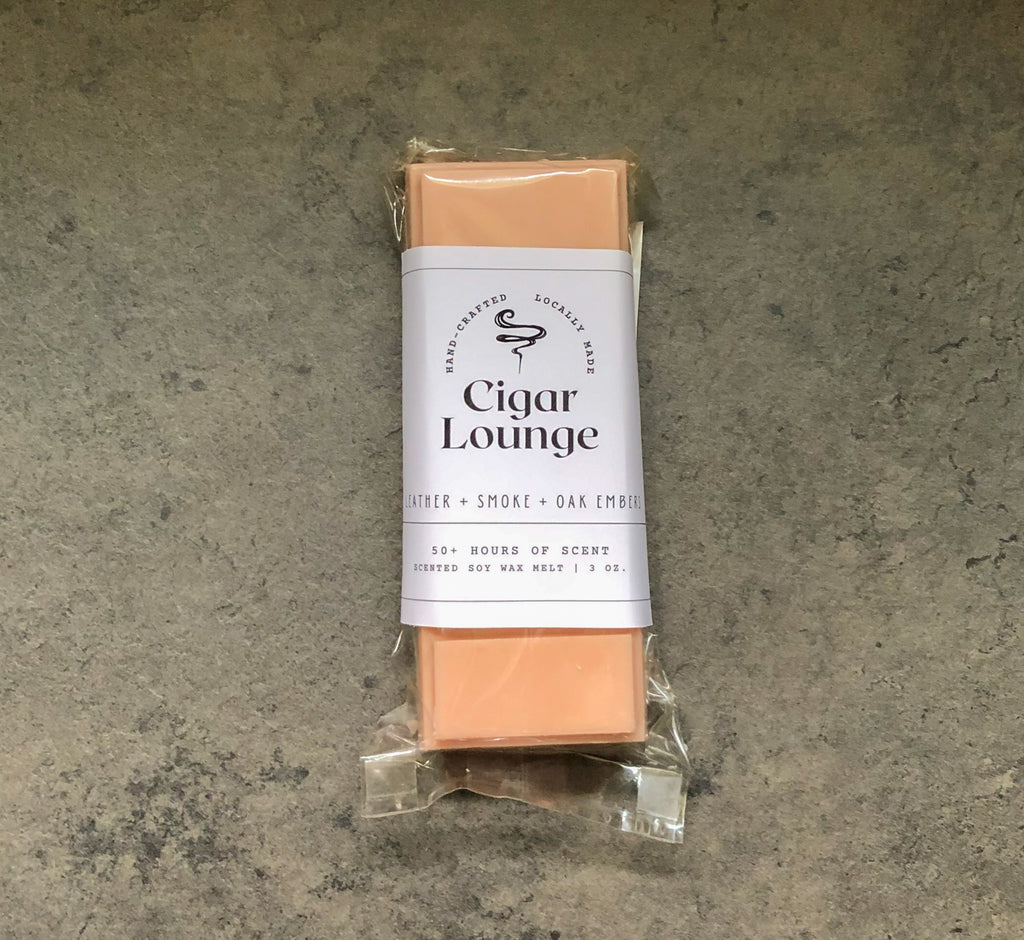 HAND-CRAFTED LOCALLY MADE
Cigar
Lounge
LEATHER + SMOKE + OAK EMBERS
50+ HOURS OF SCENT
SCENTED SOY WAX MELT | 3 OZ.